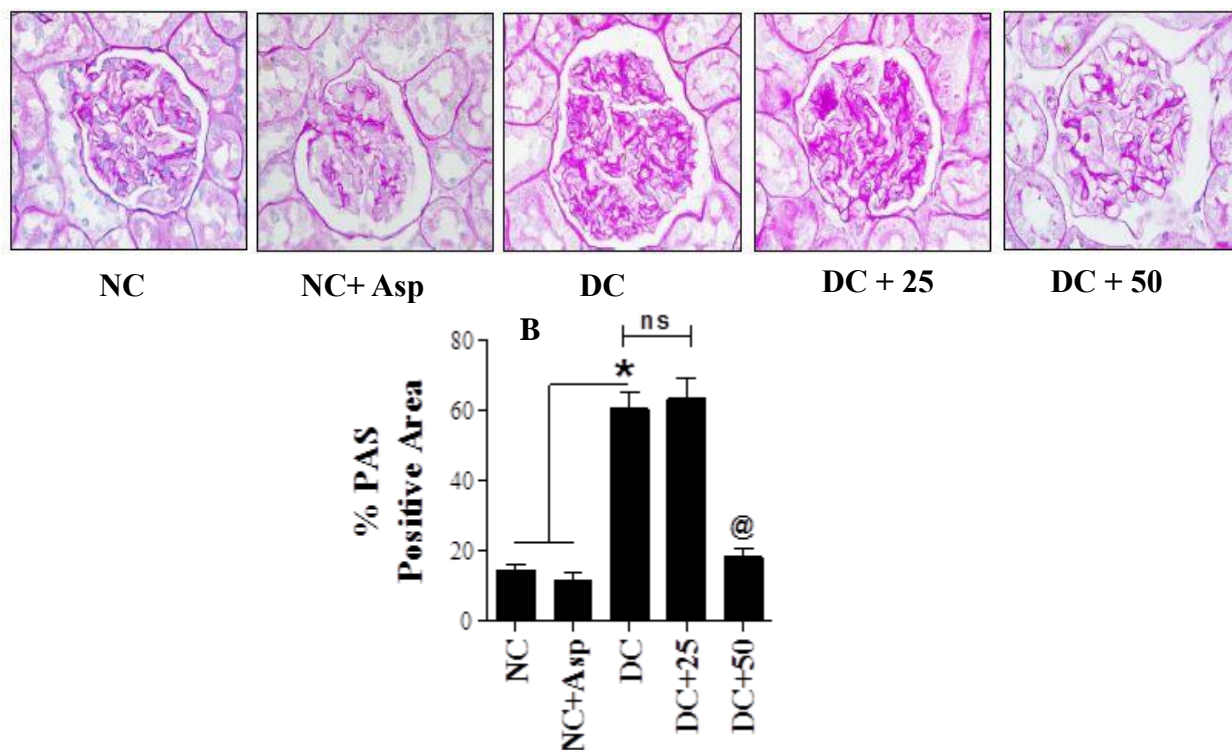 NC
NC+ Asp
DC
DC + 25
DC + 50
B
ns
*
@
% PAS
Positive Area
80
60
40
20
0
NC
NC+Asp
DC
DC+25
DC+50